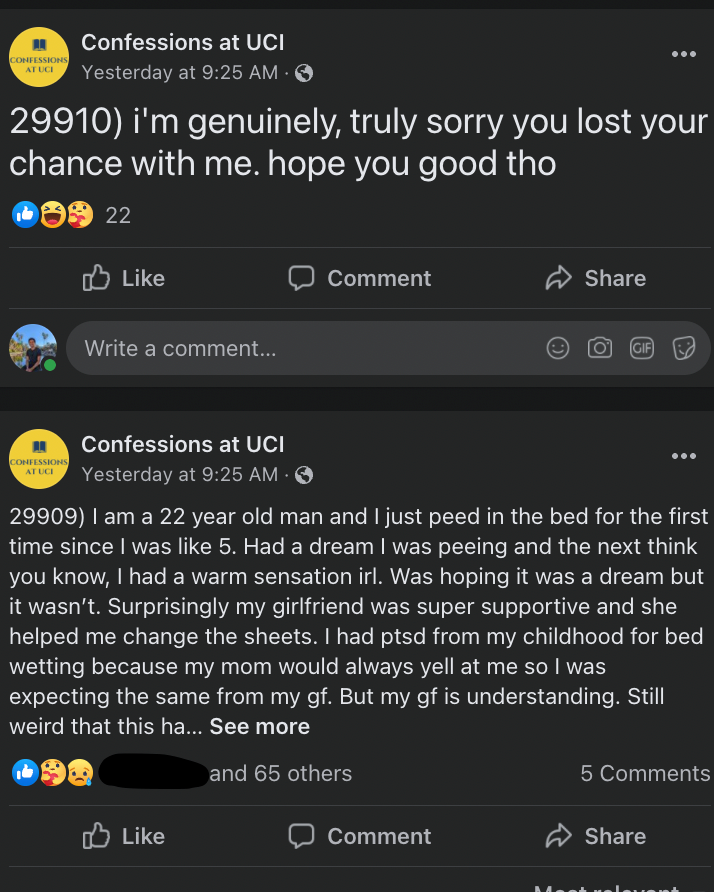 Confessions at UCI
CONFESSIONS
AT UCI
Yesterday at 9:25 AM ·
29910) i'm genuinely, truly sorry you lost your
chance with me. hope you good tho
22
Like
Comment
Share
Write a comment...
GIF
Confessions at UCI
CONFESSIONS
AT UCI
Yesterday at 9:25 AM ·
29909) I am a 22 year old man and I just peed in the bed for the first
time since I was like 5. Had a dream I was peeing and the next think
you know, I had a warm sensation irl. Was hoping it was a dream but
it wasn't. Surprisingly my girlfriend was super supportive and she
helped me change the sheets. I had ptsd from my childhood for bed
wetting because my mom would always yell at me so I was
expecting the same from my gf. But my gf is understanding. Still
weird that this ha... See more
and 65 others
5 Comments
Like
Comment
Share
Most relevant